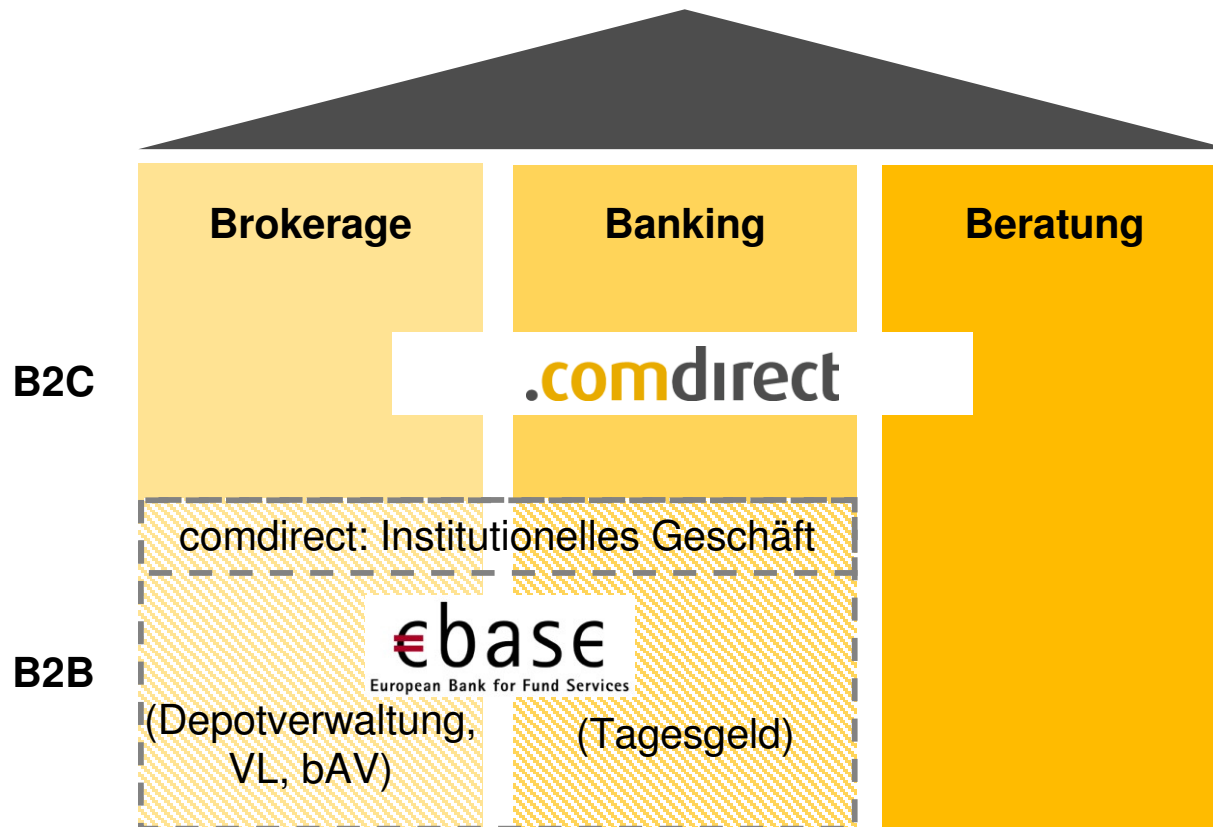 Brokerage
Banking
Beratung
B2C
.comdirect
comdirect: Institutionelles Geschäft
B2B
ebase
European Bank for Fund Services
(Depotverwaltung,
VL, bAV)
(Tagesgeld)